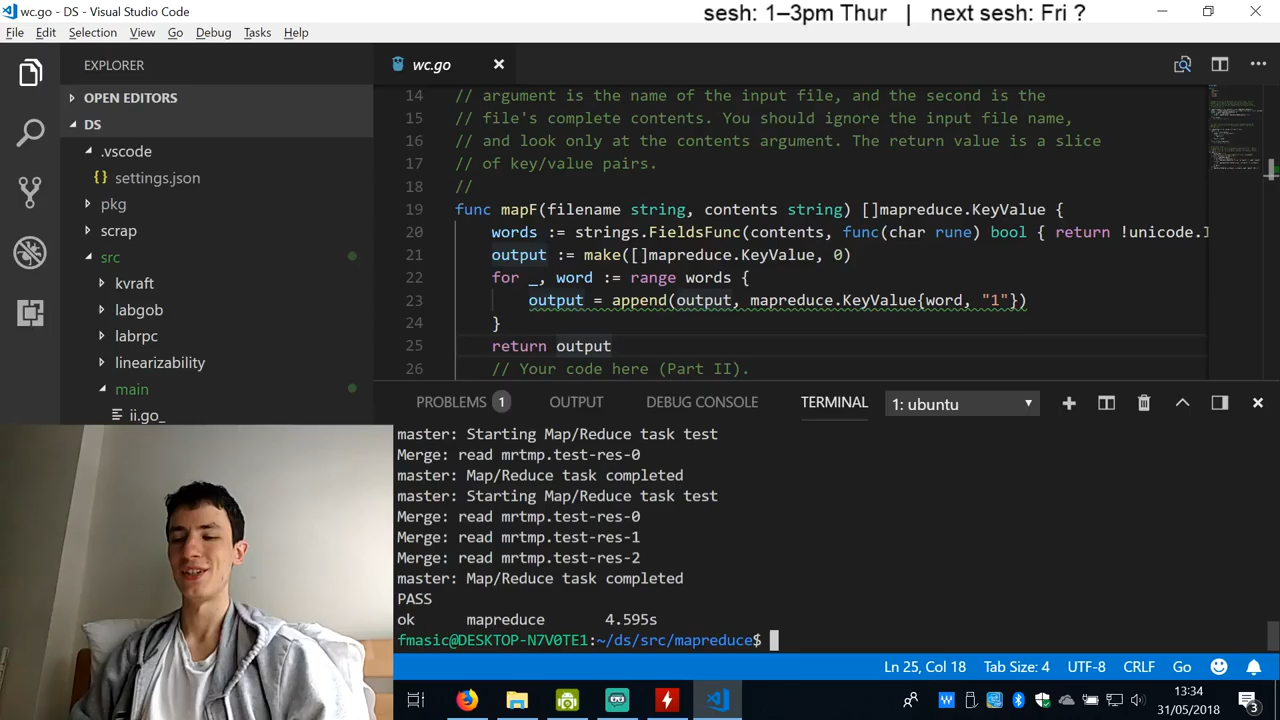 wc.go - DS - Visual Studio Code
sesh: 1–3pm Thur | next sesh: Fri ?
File Edit Selection View Go Debug Tasks Help
EXPLORER
OPEN EDITORS
DS
.vscode
{} settings.json
pkg
scrap
src
kvraft
labgob
labrpc
linearizability
main
ii.go_
wc.go
14 // argument is the name of the input file, and the second is the
15 // file's complete contents. You should ignore the input file name,
16 // and look only at the contents argument. The return value is a slice
17 // of key/value pairs.
18 //
19 func mapF(filename string, contents string) []mapreduce.KeyValue {
20 words := strings.FieldsFunc(contents, func(char rune) bool { return !unicode.
21 output := make([]mapreduce.KeyValue, 0)
22 for _, word := range words {
23 output = append(output, mapreduce.KeyValue{word, "1"})
24 }
25 return output
26 // Your code here (Part II).
PROBLEMS 1 OUTPUT DEBUG CONSOLE TERMINAL 1: ubuntu
master: Starting Map/Reduce task test
Merge: read mrtmp.test-res-0
master: Map/Reduce task completed
master: Starting Map/Reduce task test
Merge: read mrtmp.test-res-0
Merge: read mrtmp.test-res-1
Merge: read mrtmp.test-res-2
master: Map/Reduce task completed
PASS
ok mapreduce 4.595s
fmasic@DESKTOP-N7V0TE1:~/ds/src/mapreduce$
Ln 25, Col 18 Tab Size: 4 UTF-8 CRLF Go
13:34
31/05/2018
3